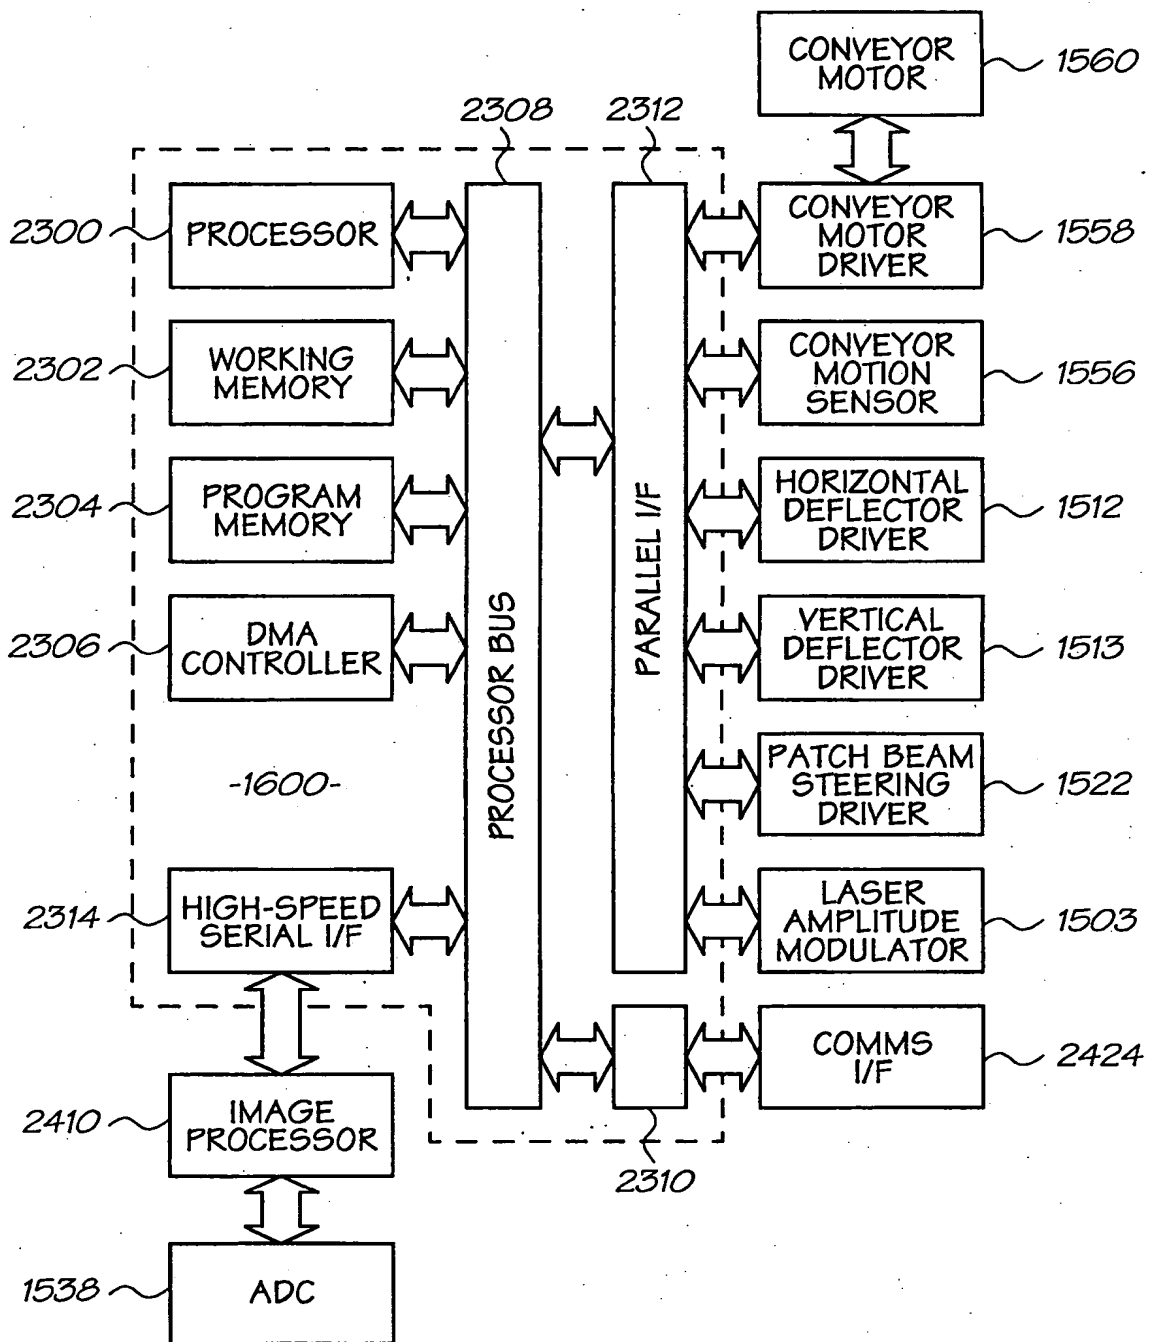 CONVEYOR
MOTOR
1560
2308
2312
2300
PROCESSOR
CONVEYOR
MOTOR
DRIVER
1558
2302
WORKING
MEMORY
CONVEYOR
MOTION
SENSOR
1556
2304
PROGRAM
MEMORY
HORIZONTAL
DEFLECTOR
DRIVER
1512
PROCESSOR BUS
PARALLEL I/F
2306
DMA
CONTROLLER
VERTICAL
DEFLECTOR
DRIVER
1513
-1600-
PATCH BEAM
STEERING
DRIVER
1522
2314
HIGH-SPEED
SERIAL I/F
LASER
AMPLITUDE
MODULATOR
1503
COMMS
I/F
2424
2410
IMAGE
PROCESSOR
2310
1538
ADC